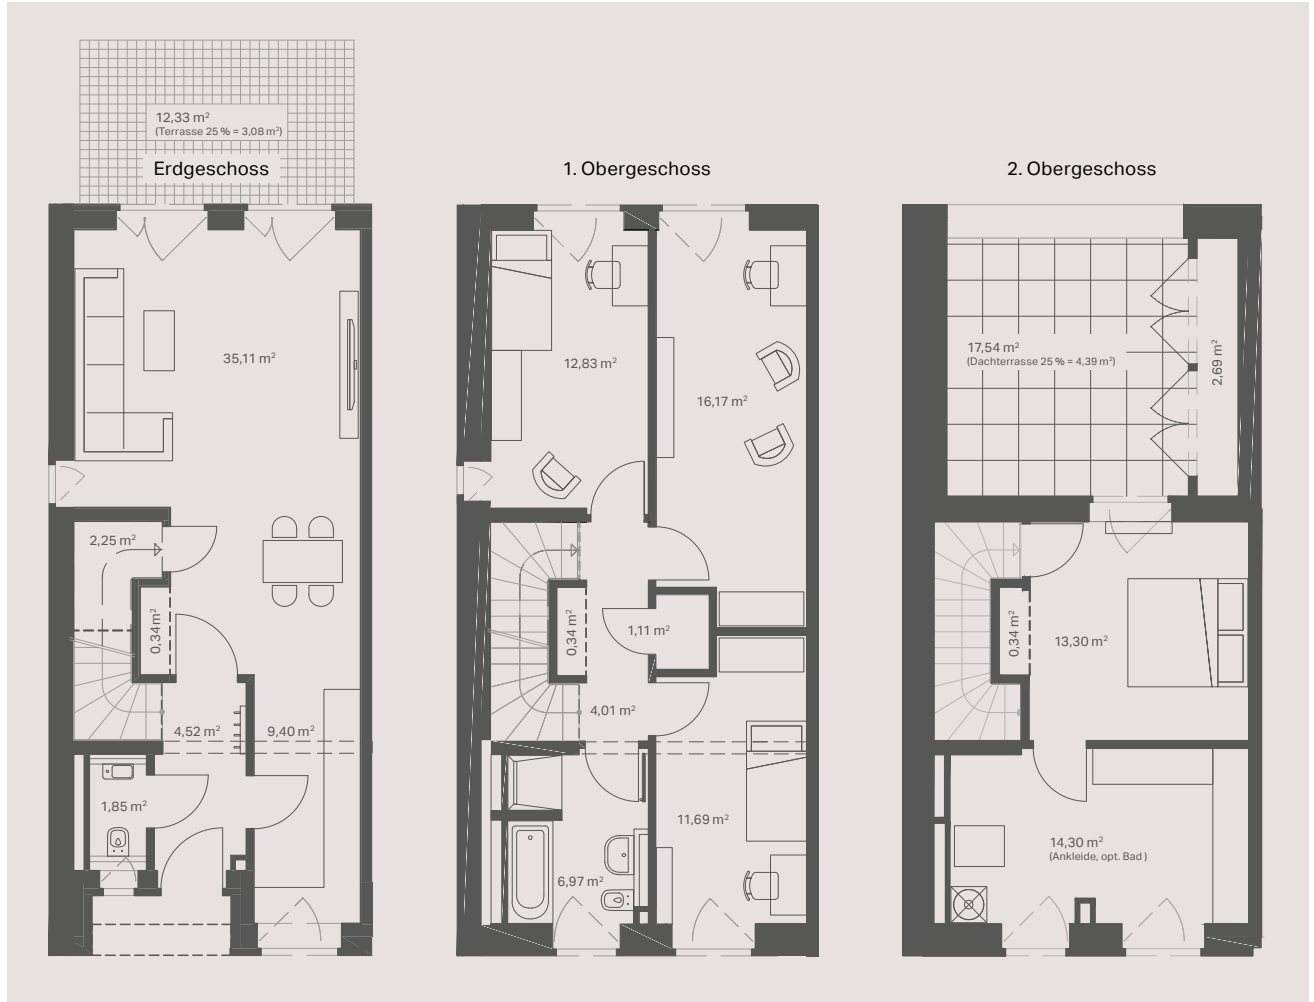 12,33 m²
(Terrasse 25 % = 3,08 m²)
Erdgeschoss
35,11 m²
2,25 m²
0,34 m²
4,52 m²
9,40 m²
1,85 m²
1. Obergeschoss
12,83 m²
16,17 m²
0,34 m²
1,11 m²
4,01 m²
11,69 m²
6,97 m²
2. Obergeschoss
17,54 m²
(Dachterrasse 25 % = 4,39 m²)
2,69 m²
0,34 m²
13,30 m²
14,30 m²
(Ankleide, opt. Bad )